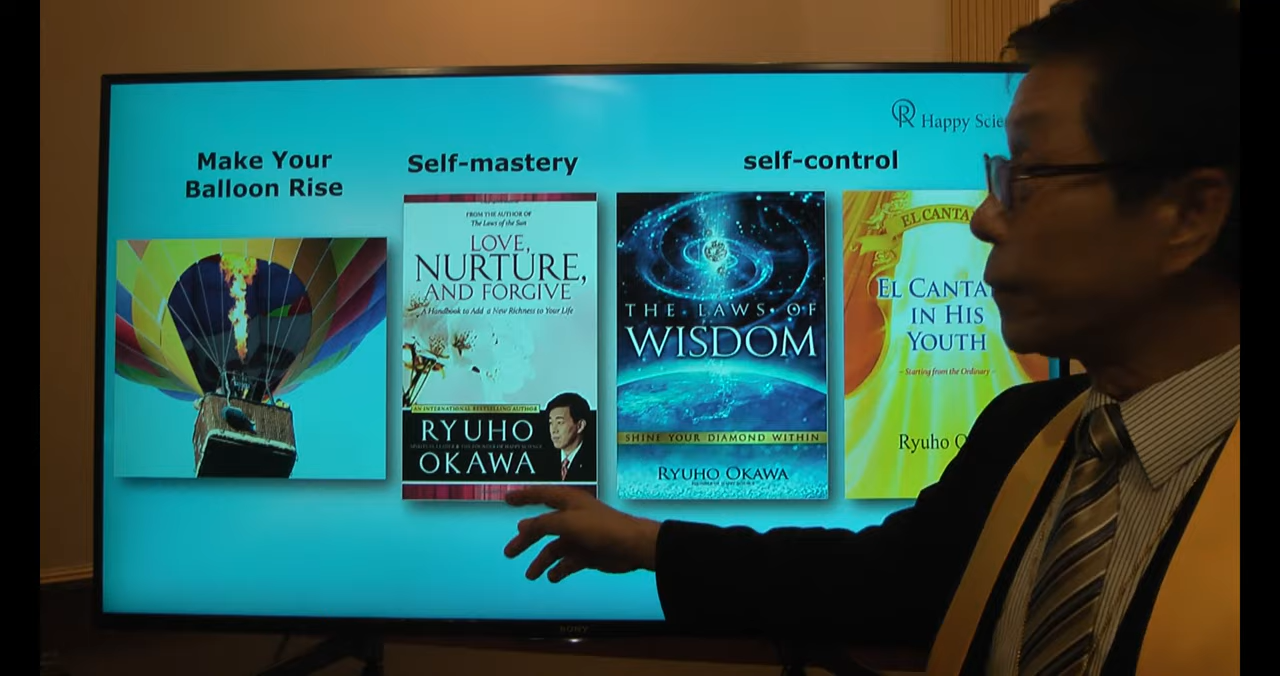 Happy
Make Your
Balloon Rise
Self-mastery
self-control
FROM THE AUTHOR OF
The Laws of the Sun
LOVE,
NURTURE,
AND FORGIVE
A Handbook to Add a New Richness to Your Life
AN INTERNATIONAL BESTSELLING AUTHOR
RYUHO
OKAWA
THE LAWS OF
WISDOM
SHINE YOUR DIAMOND WITHIN
RYUHO OKAWA
EL CANTA
EL CANTA
IN HIS
YOUTH
– Starting from the Ordinary –
Ryuho O
SONY